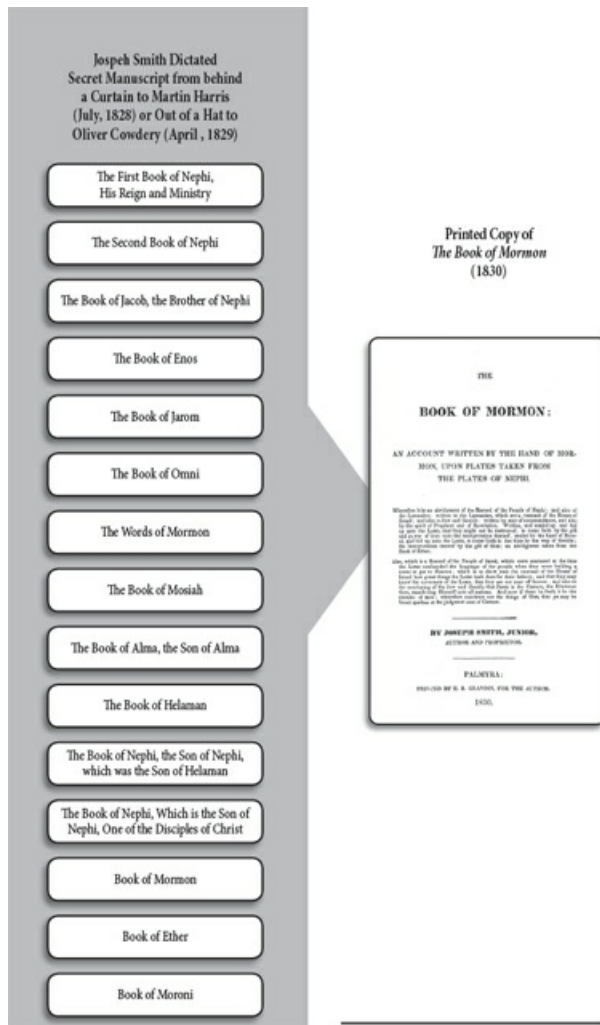 Jospeh Smith Dictated
Secret Manuscript from behind
a Curtain to Martin Harris
(July, 1828) or Out of a Hat to
Oliver Cowdery (April , 1829)
The First Book of Nephi,
His Reign and Ministry
The Second Book of Nephi
The Book of Jacob, the Brother of Nephi
The Book of Enos
The Book of Jarom
The Book of Omni
The Words of Mormon
The Book of Mosiah
The Book of Alma, the Son of Alma
The Book of Helaman
The Book of Nephi, the Son of Nephi,
which was the Son of Helaman
The Book of Nephi, Which is the Son of
Nephi, One of the Disciples of Christ
Book of Mormon
Book of Ether
Book of Moroni
Printed Copy of
The Book of Mormon
(1830)
THE
BOOK OF MORMON:
AN ACCOUNT WRITTEN BY THE HAND OF MOR-
MON, UPON PLATES TAKEN FROM
THE PLATES OF NEPHI.
BY JOSEPH SMITH, JUNIOR,
AUTHOR AND PROPRIETOR.
PALMYRA:
PRINTED BY E. B. GRANDIN, FOR THE AUTHOR.
1830.